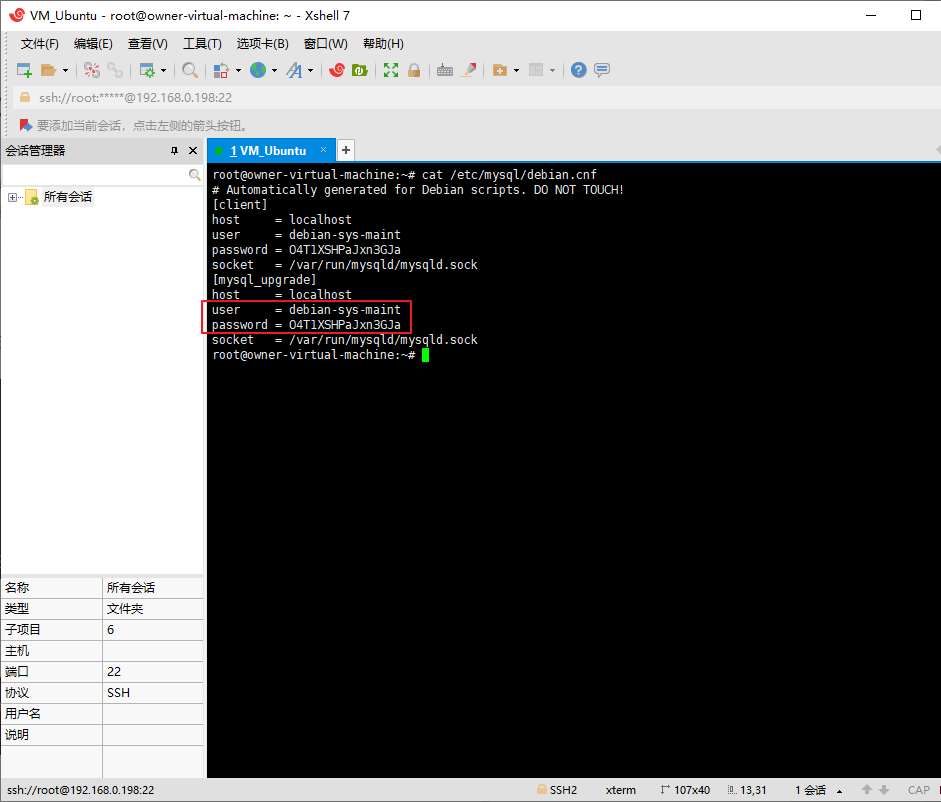 VM_Ubuntu - root@owner-virtual-machine: ~ - Xshell 7
文件(F) 编辑(E) 查看(V) 工具(T) 选项卡(B) 窗口(W) 帮助(H)
ssh://root:*****@192.168.0.198:22
要添加当前会话，点击左侧的箭头按钮。
会话管理器
1 VM_Ubuntu × +
所有会话
root@owner-virtual-machine:~# cat /etc/mysql/debian.cnf
# Automatically generated for Debian scripts. DO NOT TOUCH!
[client]
host     = localhost
user     = debian-sys-maint
password = O4T1XSHPaJxn3GJa
socket   = /var/run/mysqld/mysqld.sock
[mysql_upgrade]
host     = localhost
user     = debian-sys-maint
password = O4T1XSHPaJxn3GJa
socket   = /var/run/mysqld/mysqld.sock
root@owner-virtual-machine:~#
名称 所有会话
类型 文件夹
子项目 6
主机
端口 22
协议 SSH
用户名
说明
ssh://root@192.168.0.198:22 SSH2 xterm 107x40 13,31 1 会话 CAP